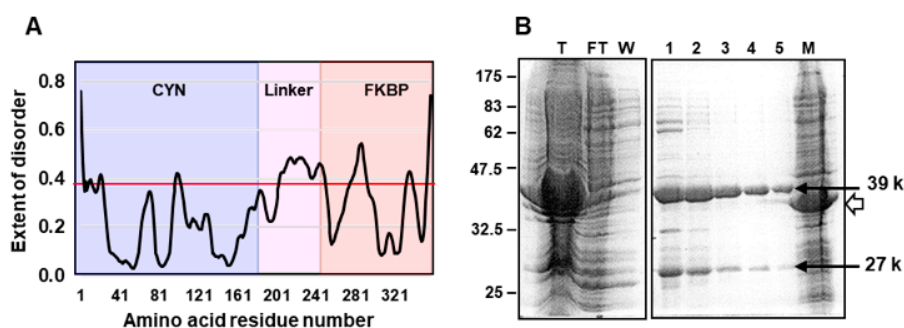 A
Extent of disorder
0.8
0.6
0.4
0.2
0.0
CYN
Linker
FKBP
1 41 81 121 161 201 241 281 321
Amino acid residue number
B
T FT W 1 2 3 4 5 M
175
83
62
47.5
32.5
25
39 k
27 k